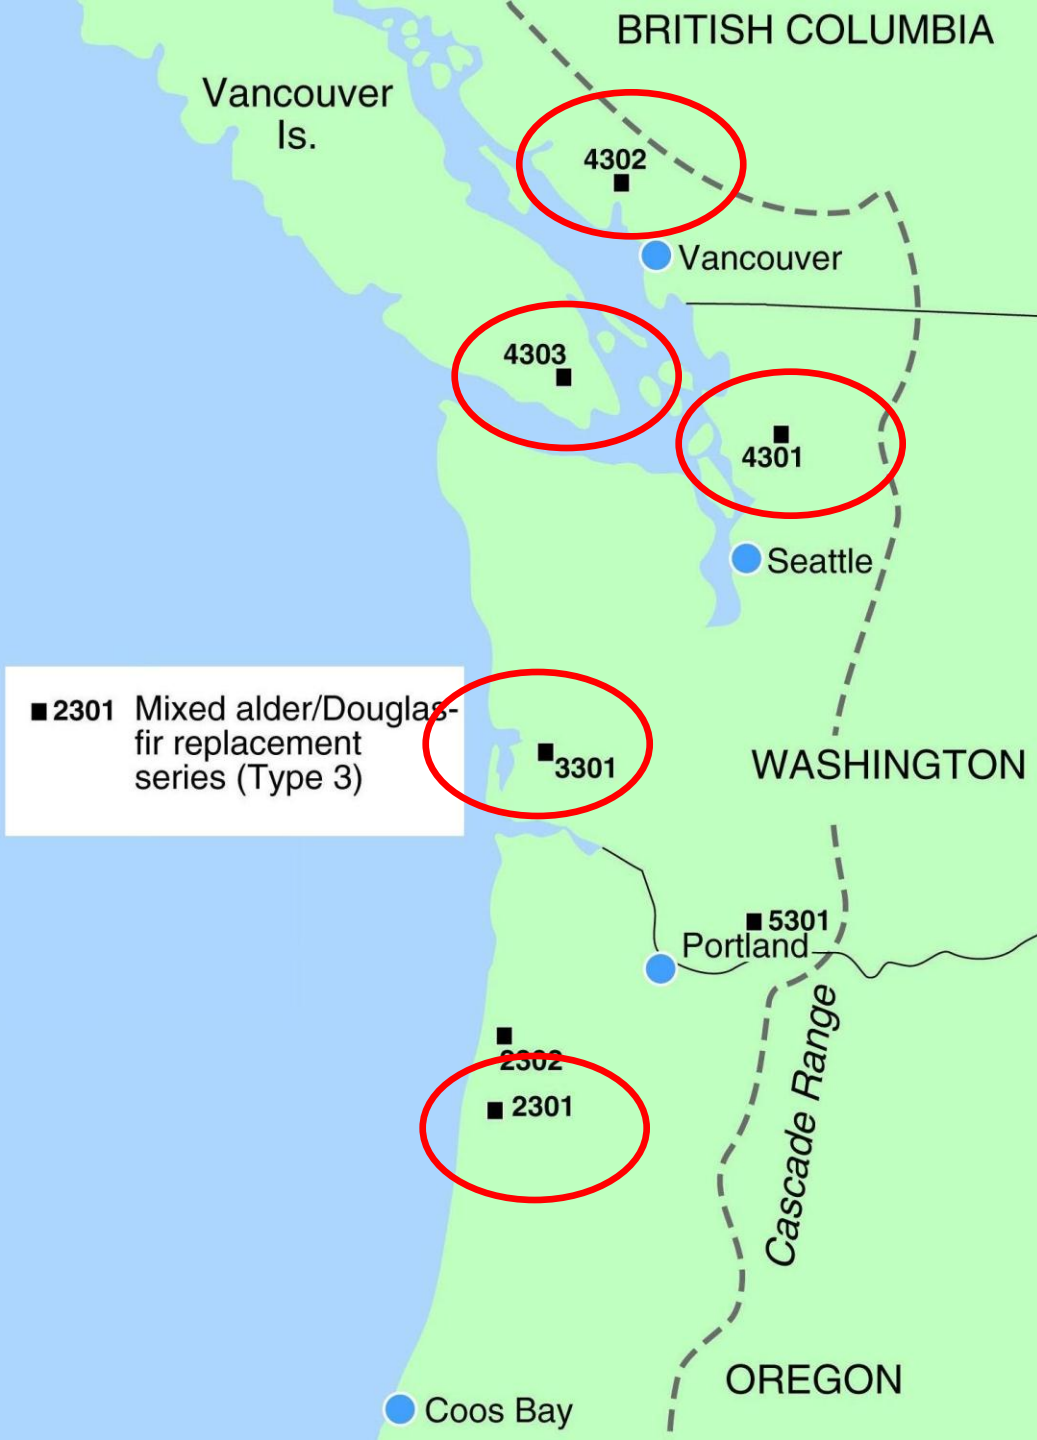 BRITISH COLUMBIA
Vancouver
Is.
4302
Vancouver
4303
4301
Seattle
2301 Mixed alder/Douglas-
fir replacement
series (Type 3)
3301
WASHINGTON
5301
Portland
Cascade Range
2302
2301
OREGON
Coos Bay